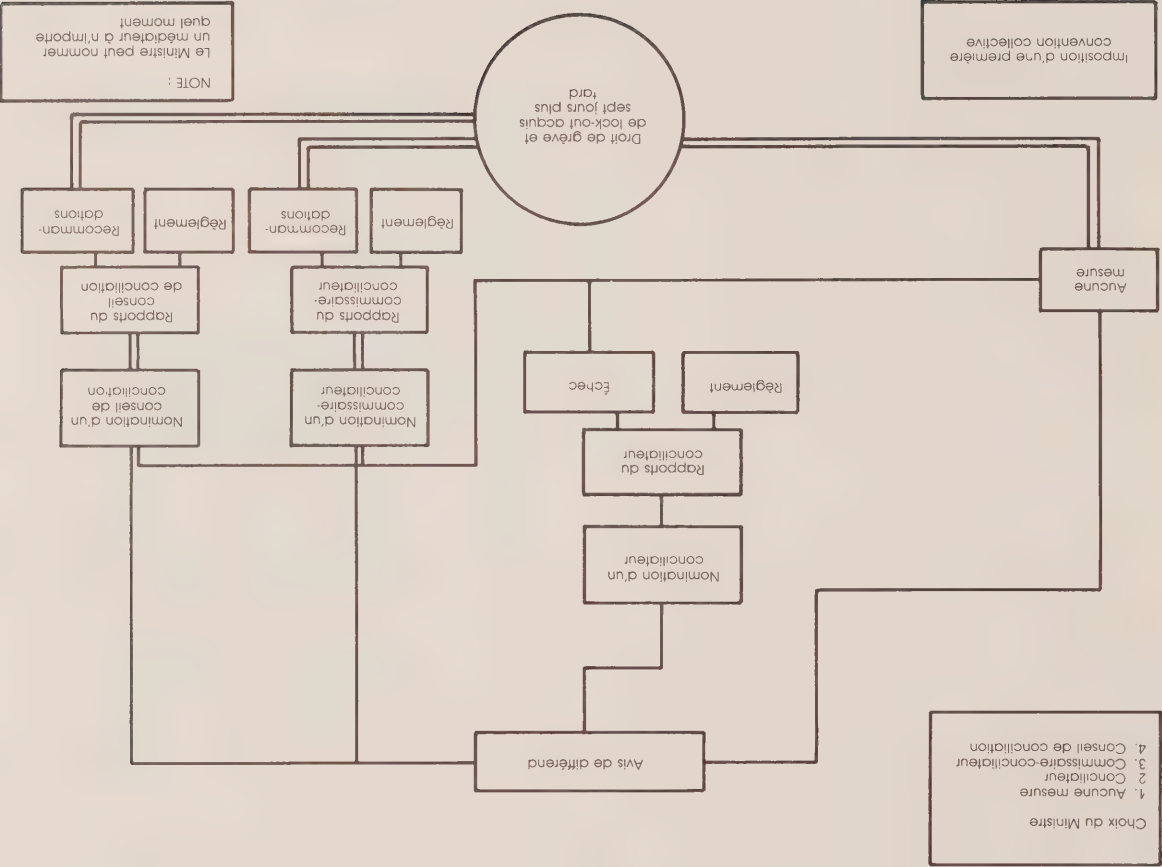 Choix du Ministre
1. Aucune mesure
2 Conciliateur
3. Commissaire-conciliateur
4. Conseil de conciliation
Avis de différend
Nomination d'un
conciliateur
Rapports du
conciliateur
Règlement
Échec
Nomination d'un
commissaire-
conciliateur
Nomination d'un
conseil de
conciliation
Aucune
mesure
Rapports du
commissaire-
conciliateur
Rapports du
conseil
de conciliation
Règlement
Recomman-
dations
Règlement
Recomman-
dations
Droit de grève et
de lock-out acquis
sept jours plus
tard
Imposition d'une première
convention collective
NOTE :
Le Ministre peut nommer
un médiateur à n'importe
quel moment